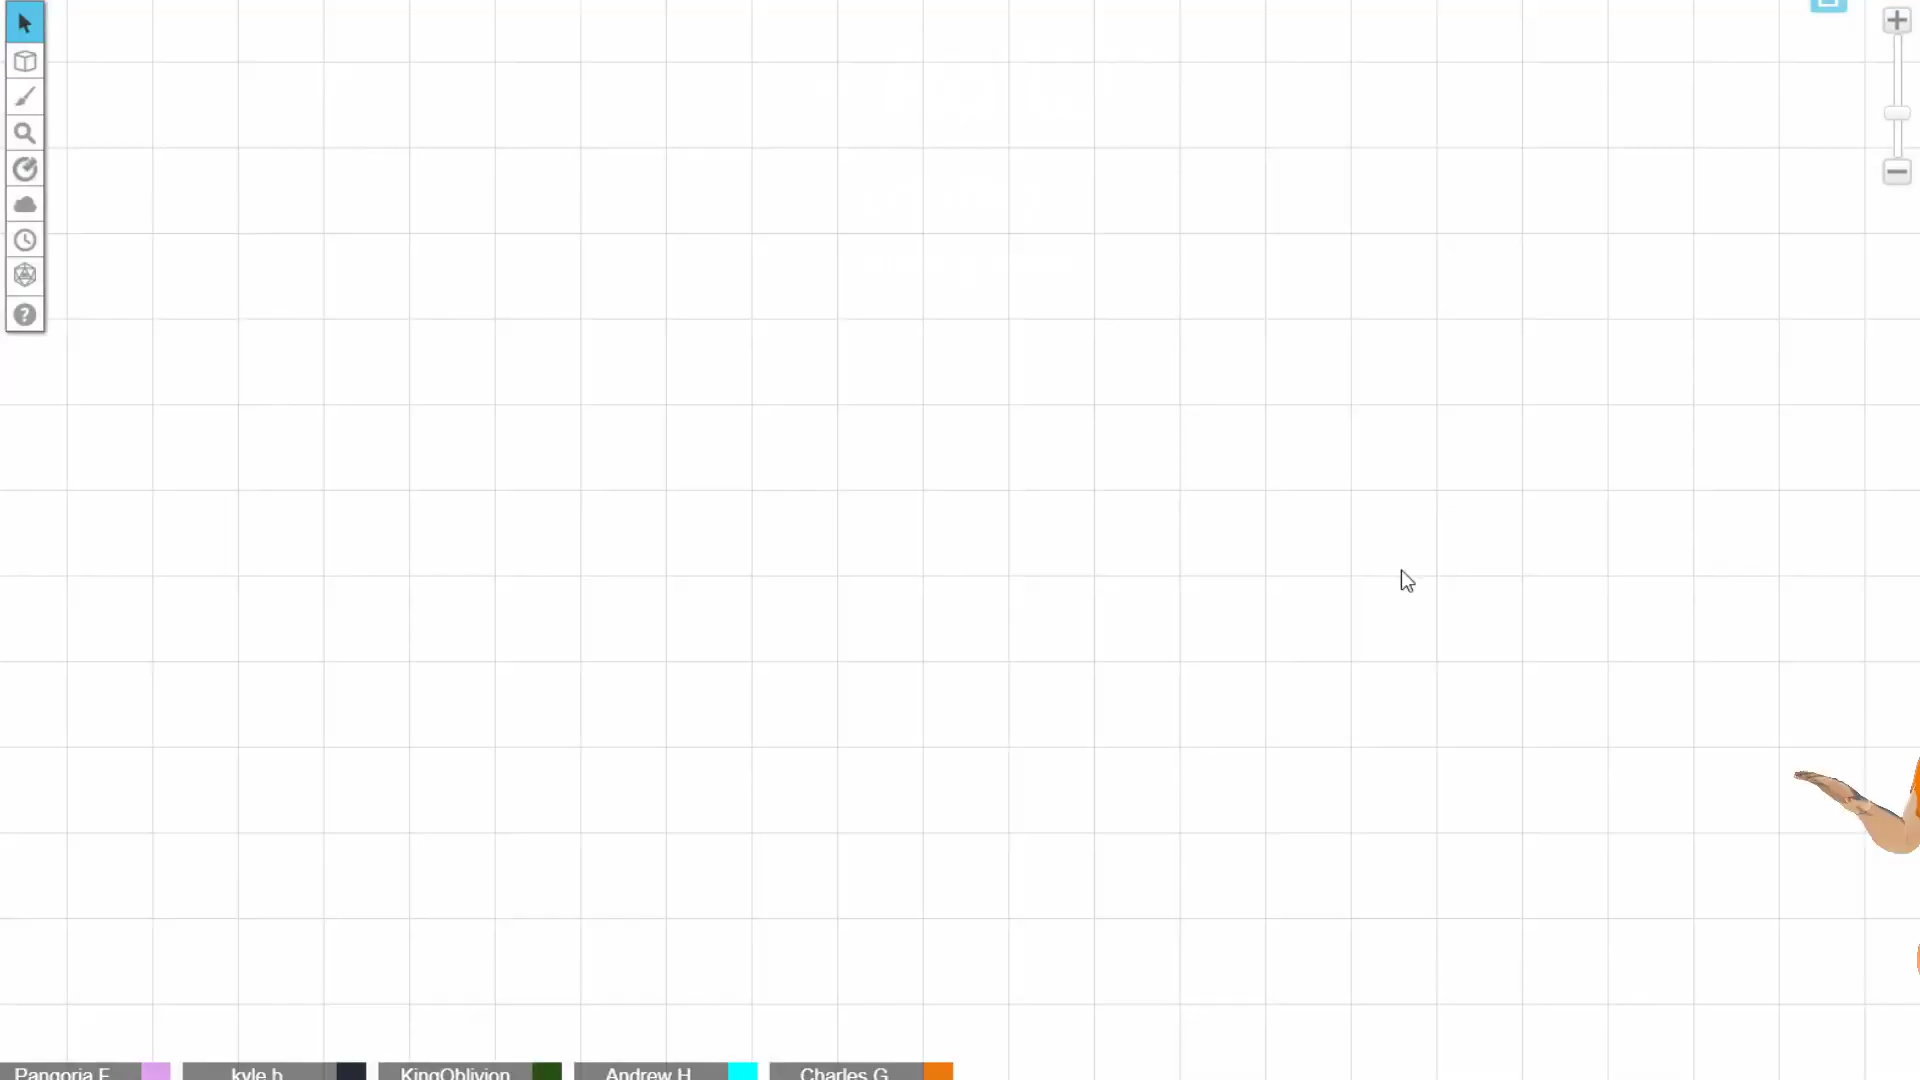 Pangoria F.
kyle b.
KingOblivion
Andrew H.
Charles G.